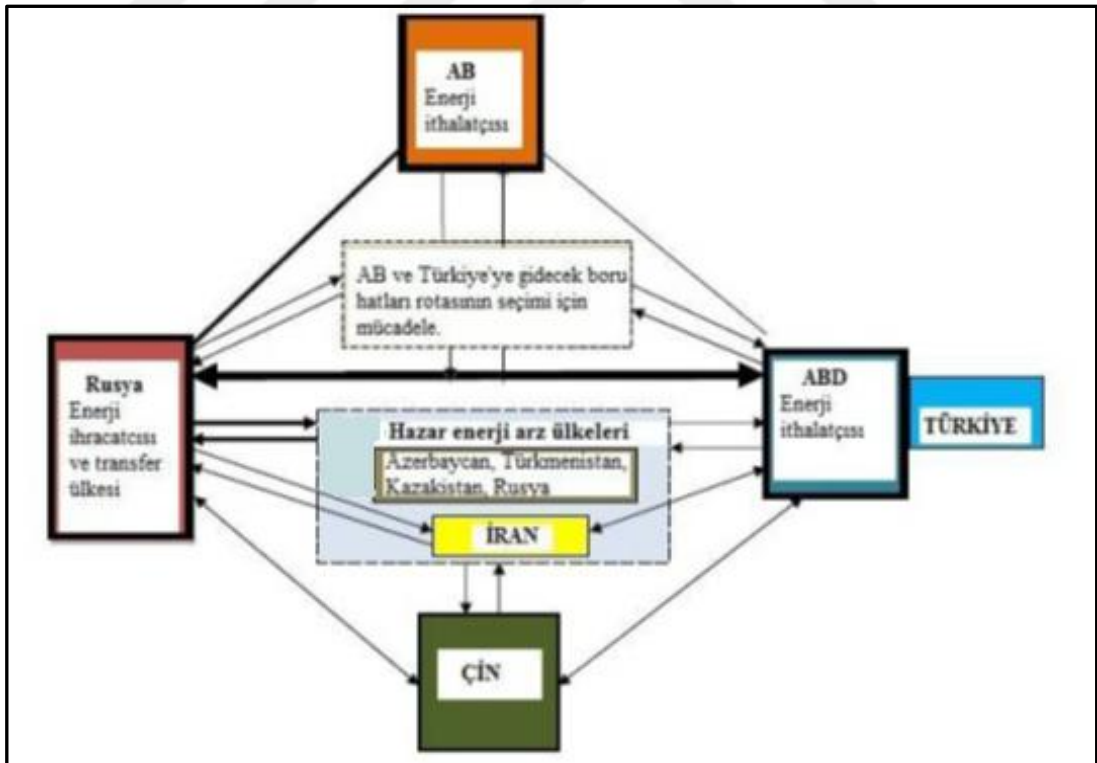 AB
Enerji
ithalatçısı
AB ve Türkiye'ye gidecek boru
hatları rotasının seçimi için
mücadele.
Rusya
Enerji
ihracatcısı
ve transfer
ülkesi
ABD
Enerji
ithalatçısı
TÜRKİYE
Hazar enerji arz ülkeleri
Azerbaycan, Türkmenistan,
Kazakistan, Rusya
İRAN
ÇİN